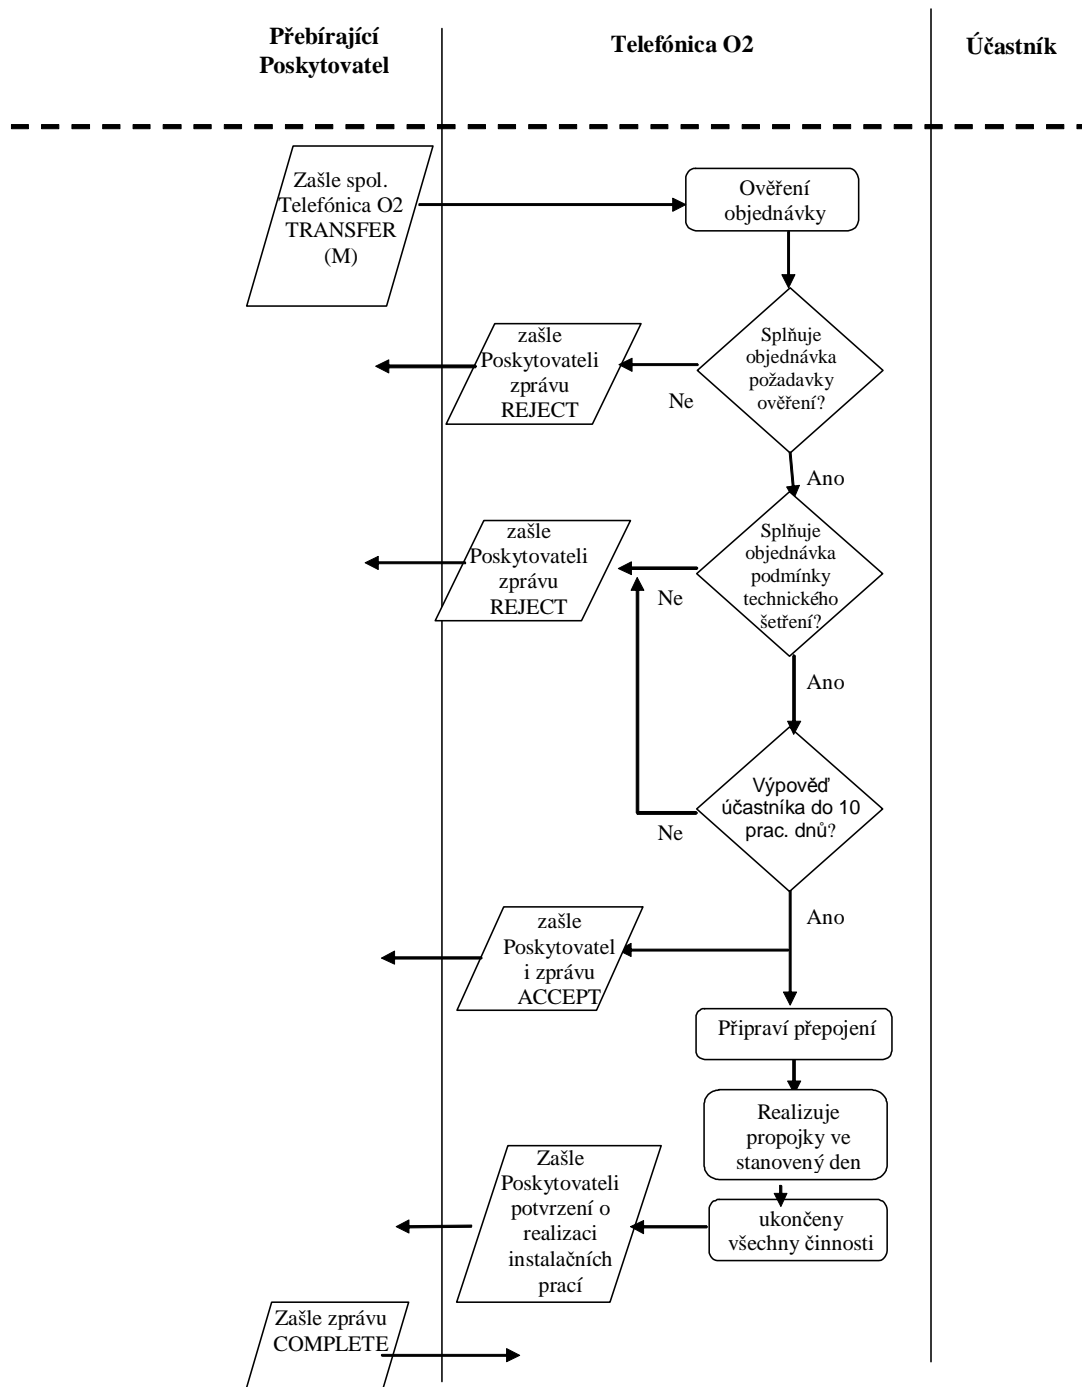 Přebírající
Poskytovatel
Telefónica O2
Účastník
Zašle spol.
Telefónica O2
TRANSFER
(M)
Ověření
objednávky
Splňuje
objednávka
požadavky
ověření?
zašle
Poskytovateli
zprávu
REJECT
Ne
Ano
Splňuje
objednávka
podmínky
technického
šetření?
zašle
Poskytovateli
zprávu
REJECT
Ne
Ano
Výpověď
účastníka do 10
prac. dnů?
Ne
Ano
zašle
Poskytovatel
i zprávu
ACCEPT
Připraví přepojení
Realizuje
propojky ve
stanovený den
Zašle
Poskytovateli
potvrzení o
realizaci
instalačních
prací
ukončeny
všechny činnosti
Zašle zprávu
COMPLETE